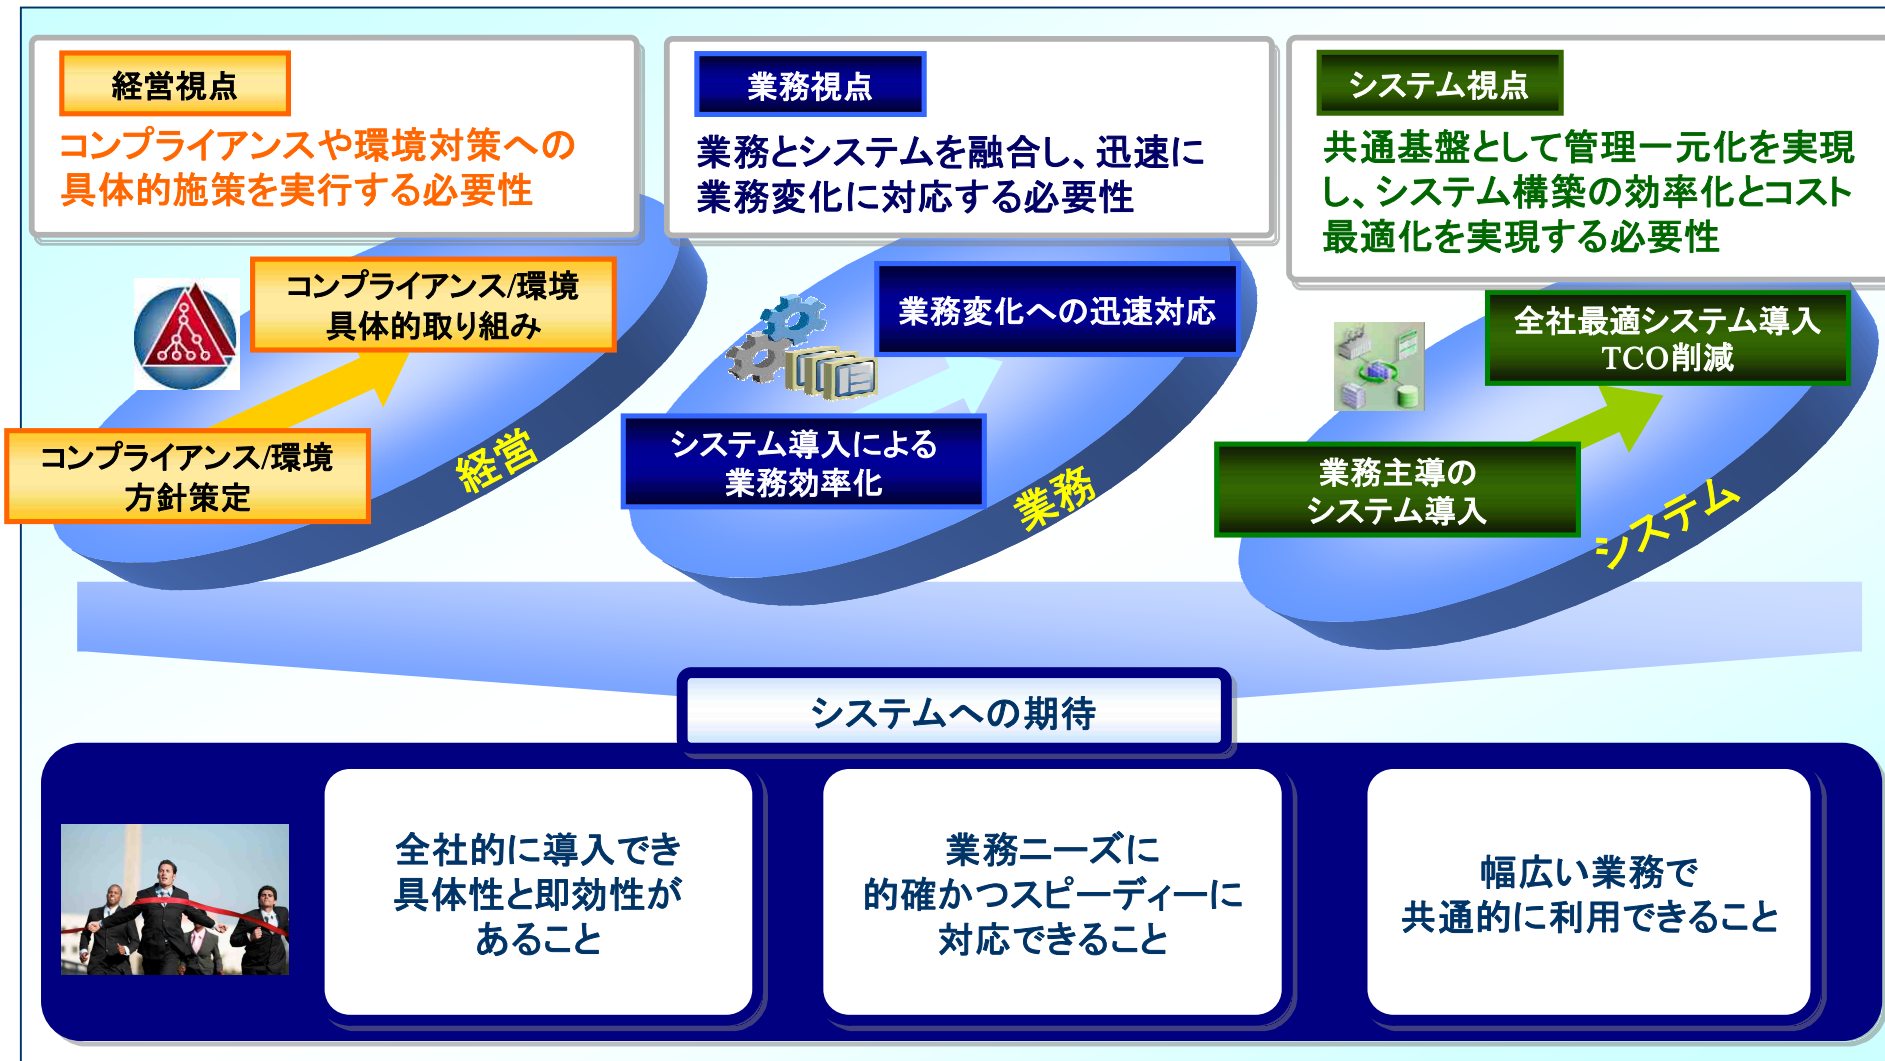 経営視点
コンプライアンスや環境対策への
具体的施策を実行する必要性
業務視点
業務とシステムを融合し、迅速に
業務変化に対応する必要性
システム視点
共通基盤として管理一元化を実現
し、システム構築の効率化とコスト
最適化を実現する必要性
コンプライアンス/環境
具体的取り組み
コンプライアンス/環境
方針策定
経営
業務変化への迅速対応
システム導入による
業務効率化
業務
全社最適システム導入
TCO削減
業務主導の
システム導入
システム
システムへの期待
全社的に導入でき
具体性と即効性が
あること
業務ニーズに
的確かつスピーディーに
対応できること
幅広い業務で
共通的に利用できること